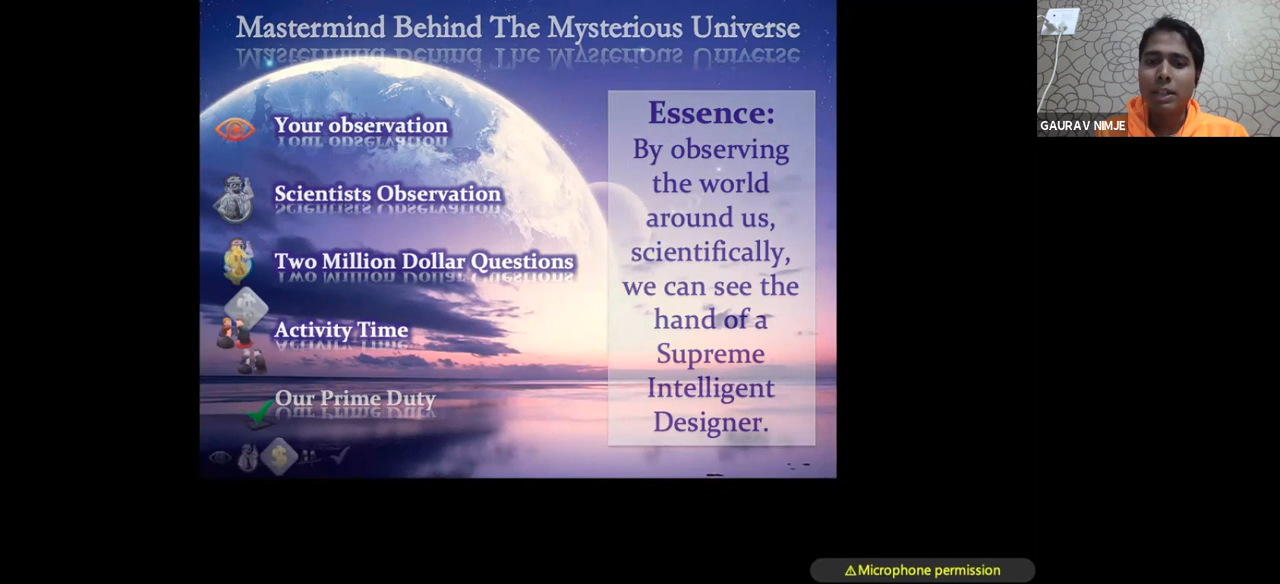 Mastermind Behind The Mysterious Universe
Your observation
Scientists Observation
Two Million Dollar Questions
Activity Time
Our Prime Duty
Essence:
By observing
the world
around us,
scientifically,
we can see the
hand of a
Supreme
Intelligent
Designer.
GAURAV NIMJE
⚠Microphone permission